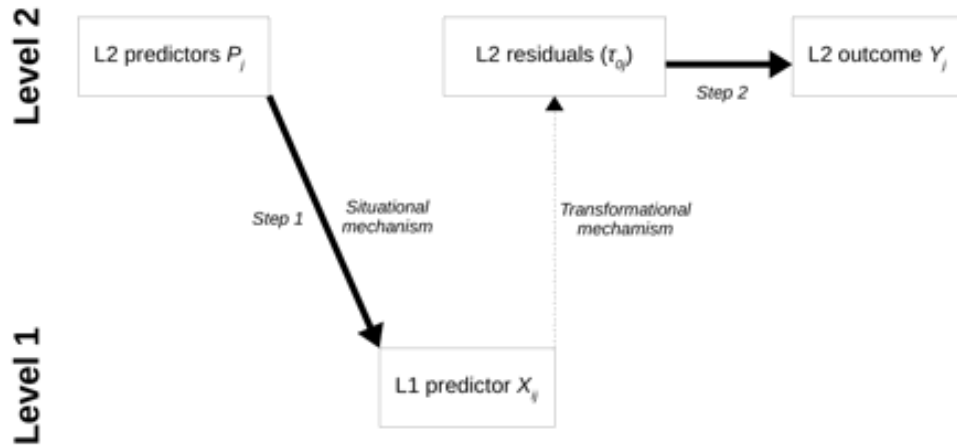 Level 2
L2 predictors Pj
L2 residuals (τ0j)
L2 outcome Yj
Step 2
Step 1
Situational
mechanism
Transformational
mechamism
Level 1
L1 predictor Xij